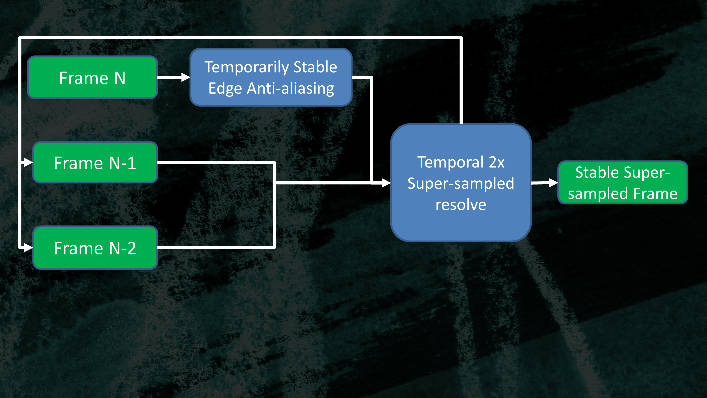 Frame N
Temporarily Stable
Edge Anti-aliasing
Frame N-1
Temporal 2x
Super-sampled
resolve
Stable Super-
sampled Frame
Frame N-2